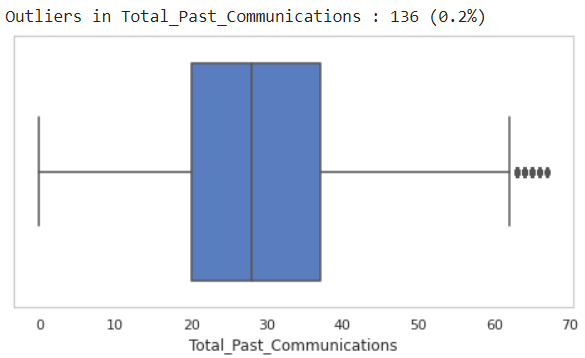 Outliers in Total_Past_Communications : 136 (0.2%)
0 10 20 30 40 50 60 70
Total_Past_Communications